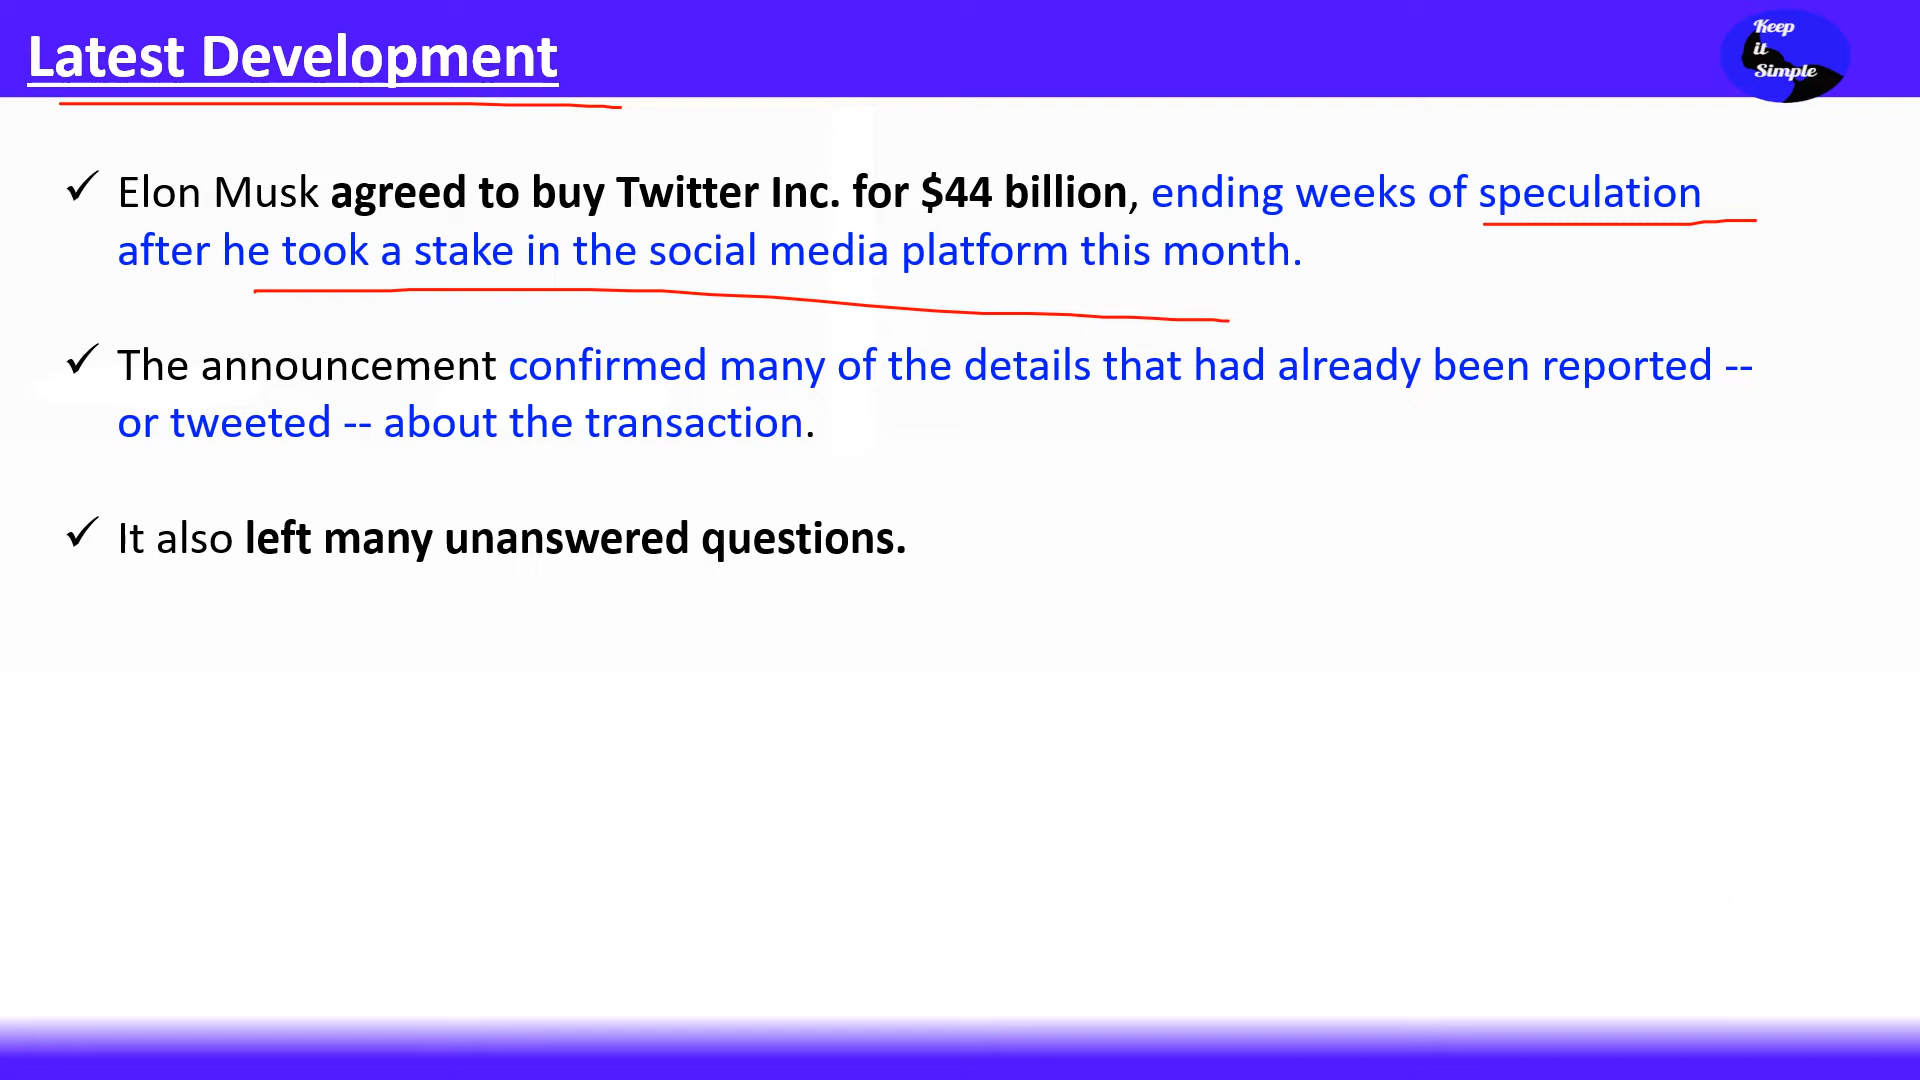 Latest Development
Keep
it
Simple
✓ Elon Musk agreed to buy Twitter Inc. for $44 billion, ending weeks of speculation
after he took a stake in the social media platform this month.
✓ The announcement confirmed many of the details that had already been reported --
or tweeted -- about the transaction.
✓ It also left many unanswered questions.